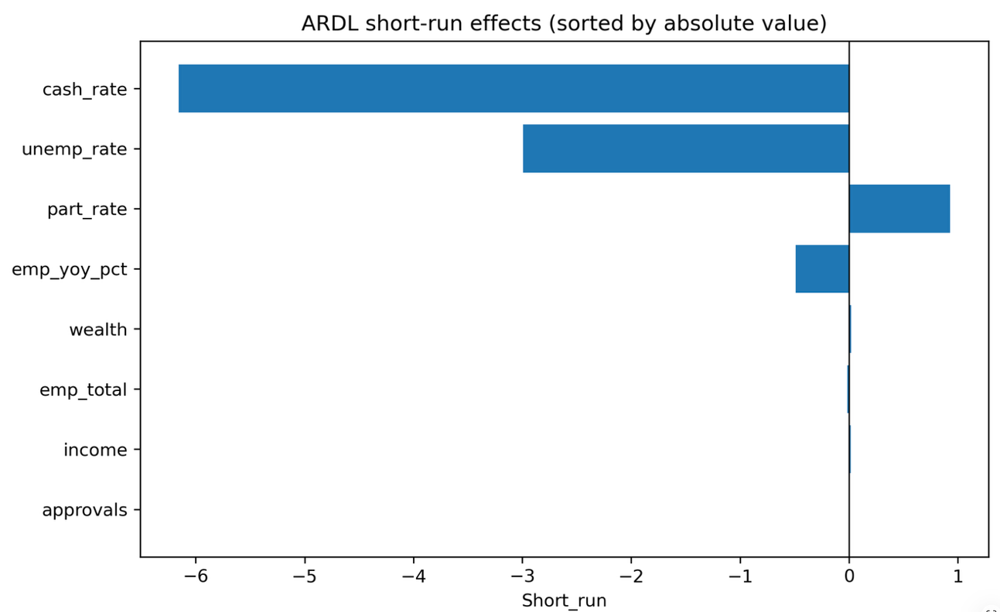 ARDL short-run effects (sorted by absolute value)
cash_rate
unemp_rate
part_rate
emp_yoy_pct
wealth
emp_total
income
approvals
−6 −5 −4 −3 −2 −1 0 1
Short_run